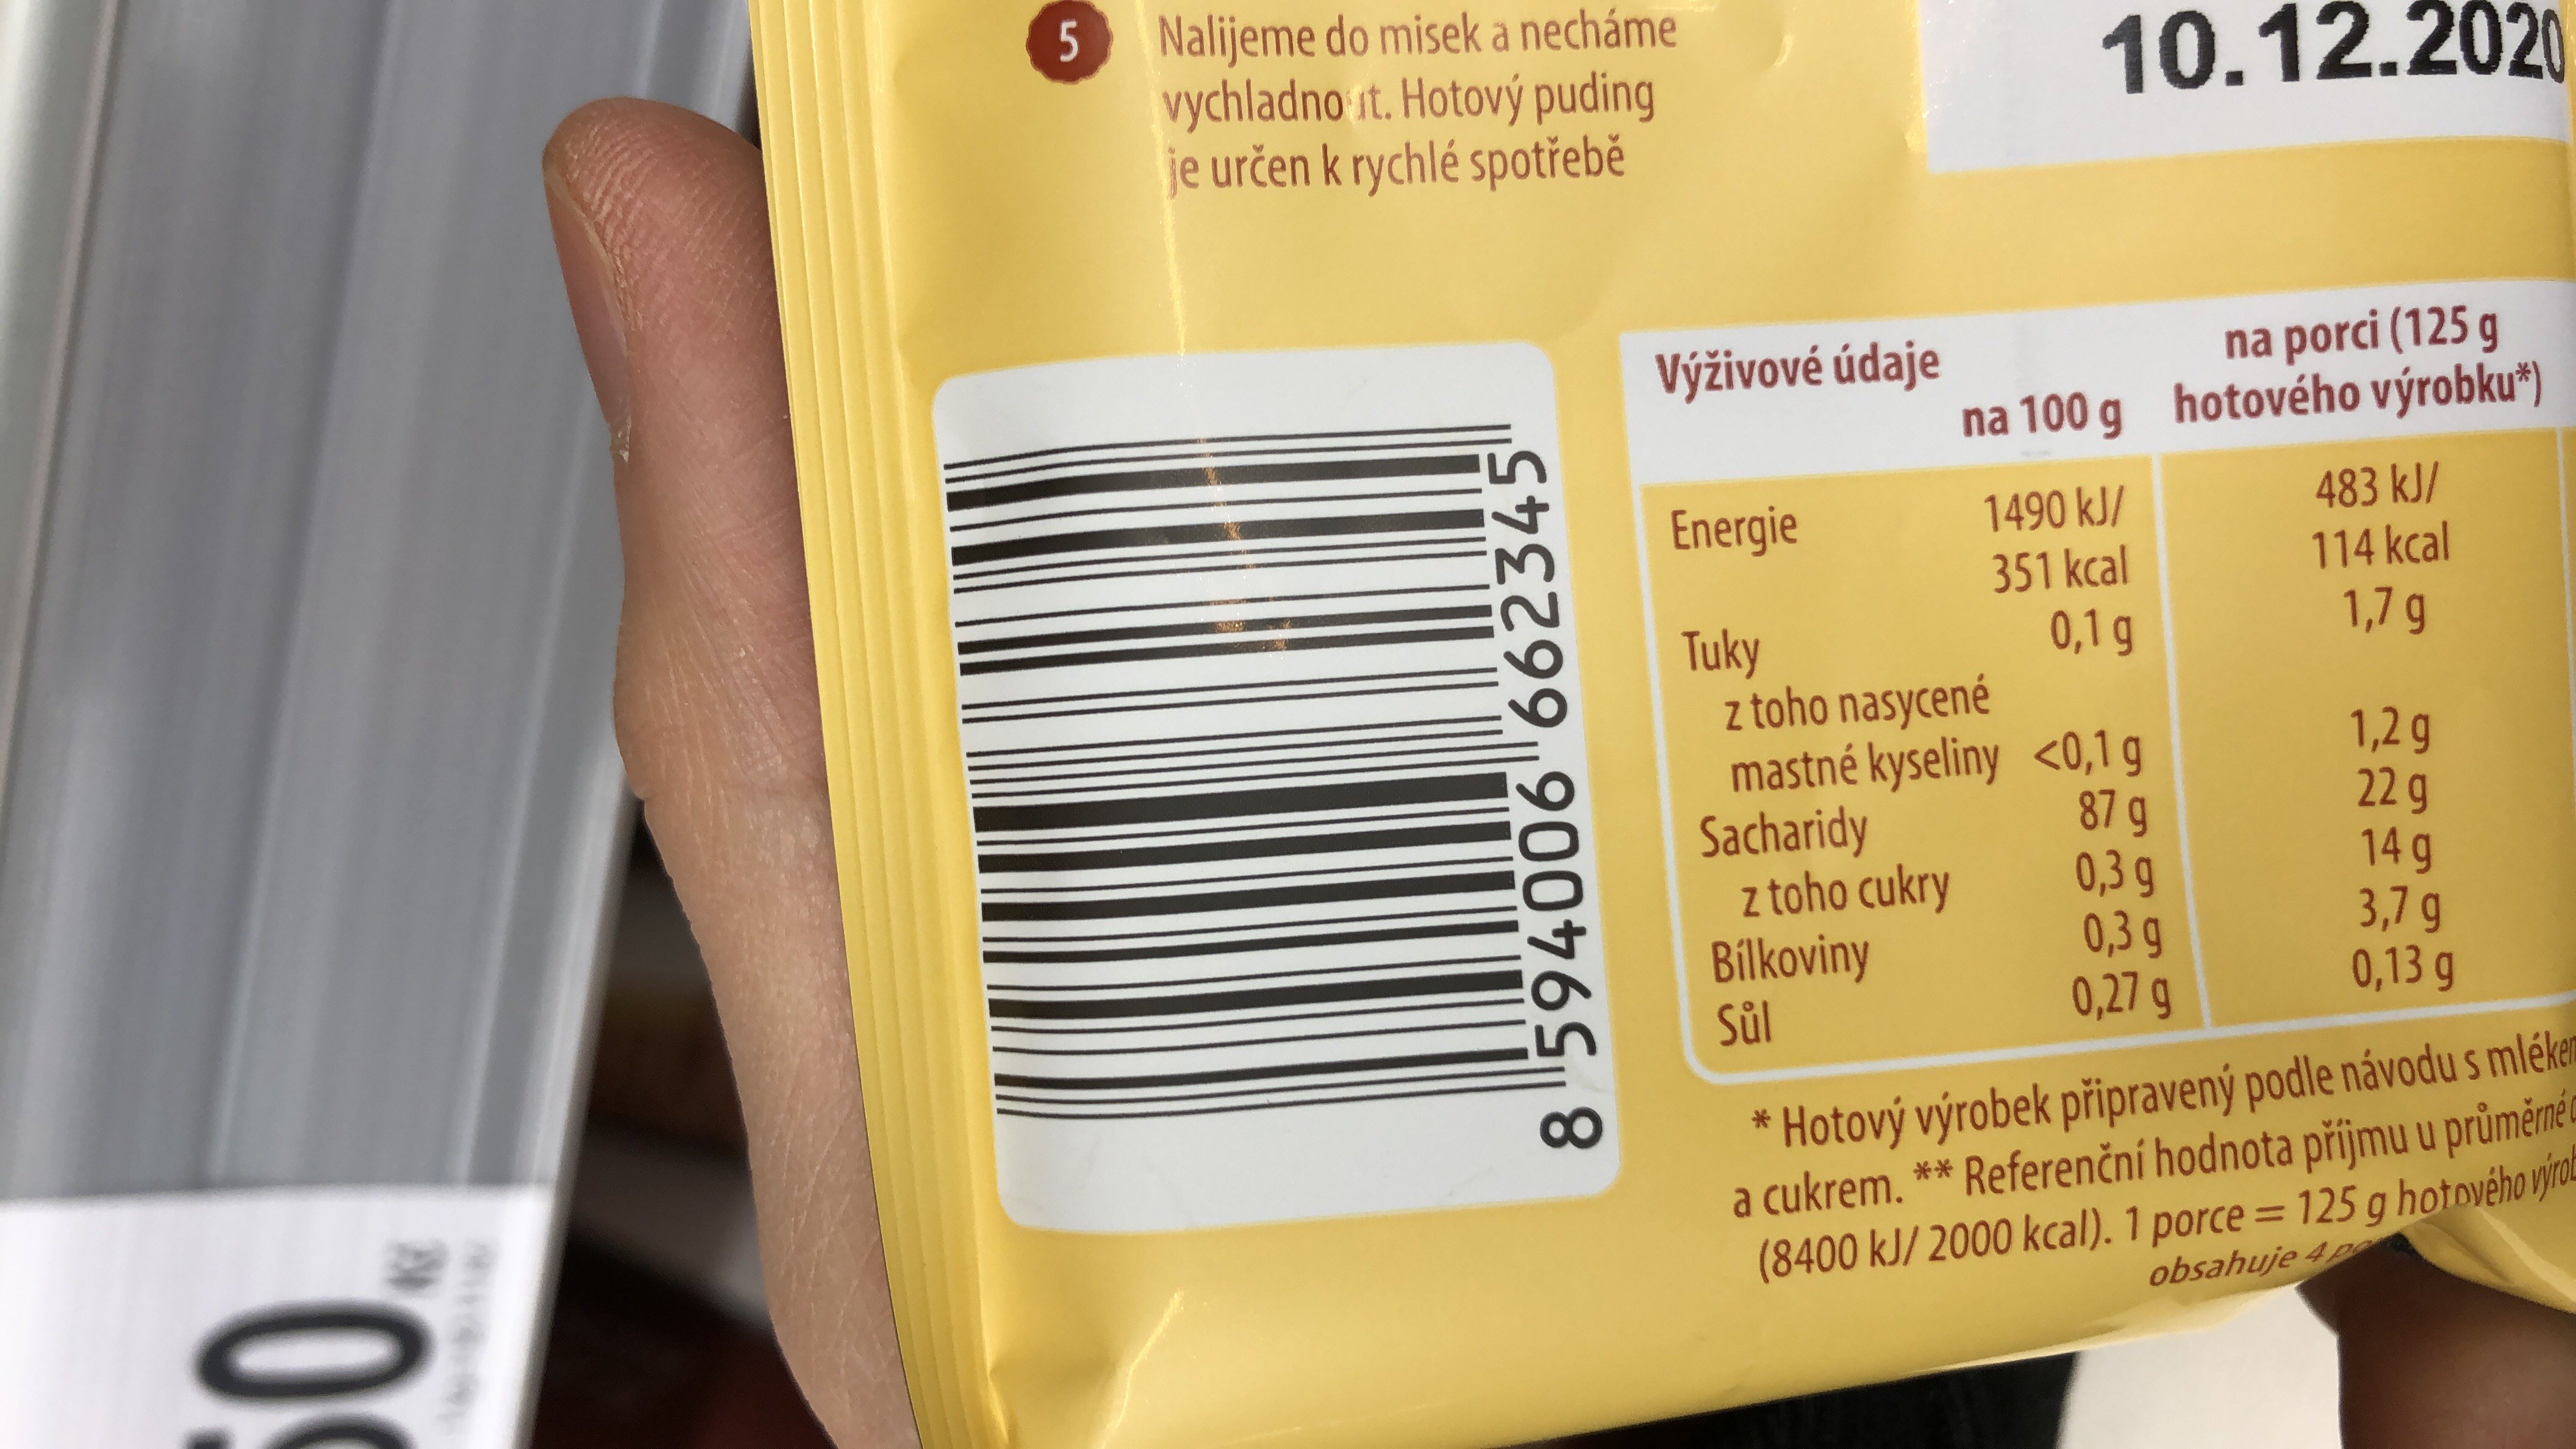 5
Nalijeme do misek a necháme
vychladnout. Hotový puding
je určen k rychlé spotřebě
10.12.2020
8 594006 662345
Výživové údaje
na 100 g
na porci (125 g
hotového výrobku*)
Energie 1490 kJ/ 483 kJ/
351 kcal 114 kcal
Tuky 0,1 g 1,7 g
z toho nasycené
mastné kyseliny <0,1 g 1,2 g
Sacharidy 87 g 22 g
z toho cukry 0,3 g 14 g
Bílkoviny 0,3 g 3,7 g
Sůl 0,27 g 0,13 g
* Hotový výrobek připravený podle návodu s mlékem
a cukrem. ** Referenční hodnota příjmu u průměrné
(8400 kJ/ 2000 kcal). 1 porce = 125 g hotového výrob
obsahuje 4
50
Kč